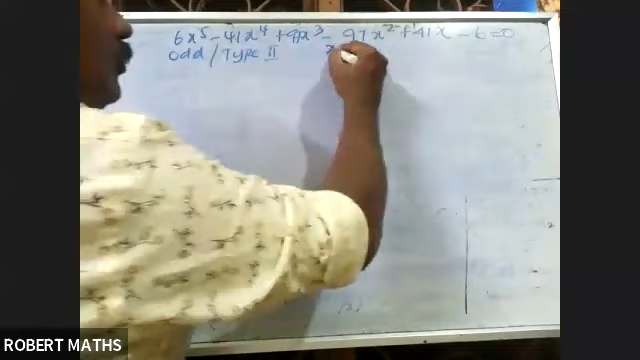 6x⁵ - 41x⁴ + 97x³ - 97x² + 41x - 6 = 0
Odd / Type II x
ROBERT MATHS